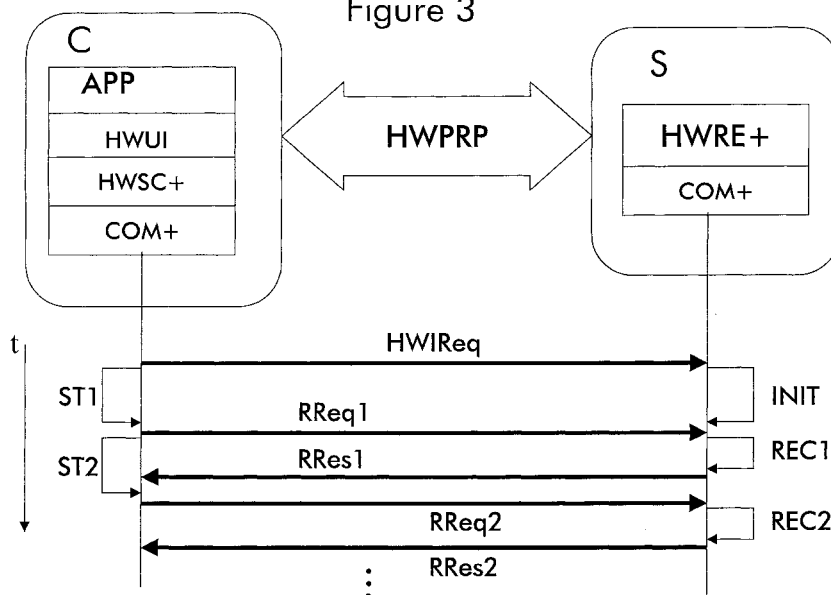 Figure 3
C
APP
HWUI
HWSC+
COM+
HWPRP
S
HWRE+
COM+
t
HWIReq
ST1
INIT
RReq1
ST2
RRes1
REC1
RReq2
REC2
RRes2